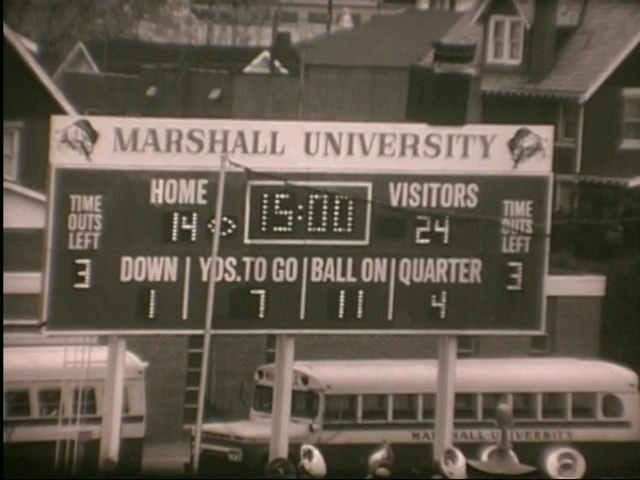 MARSHALL UNIVERSITY
HOME 15:00 VISITORS
TIME OUTS LEFT 14 24 TIME OUTS LEFT
3 DOWN YDS. TO GO BALL ON QUARTER 3
1 7 11 4
MARSHALL UNIVERSITY